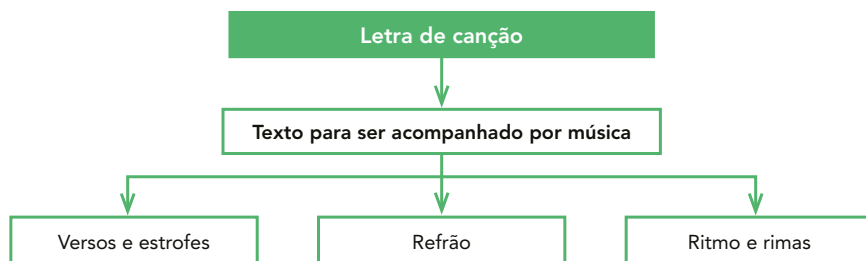 Letra de canção
Texto para ser acompanhado por música
Versos e estrofes
Refrão
Ritmo e rimas